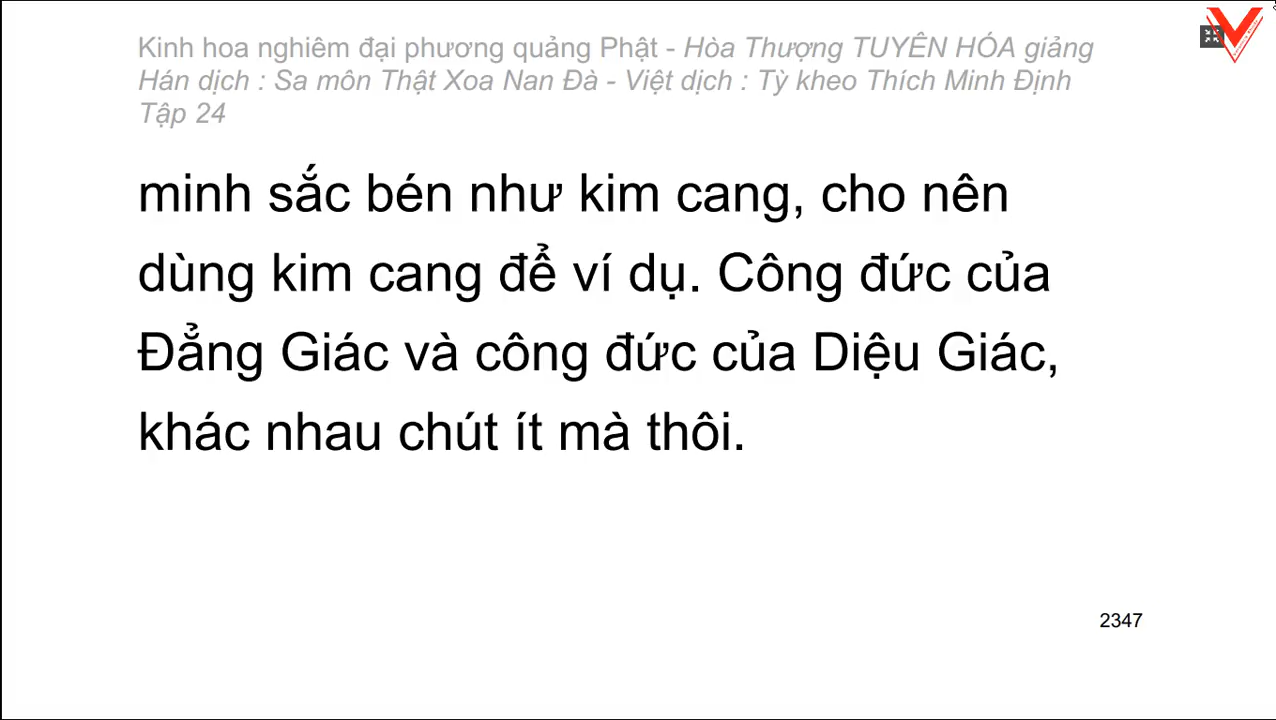 Kinh hoa nghiêm đại phương quảng Phật - Hòa Thượng TUYÊN HÓA giảng
Hán dịch : Sa môn Thật Xoa Nan Đà - Việt dịch : Tỳ kheo Thích Minh Định
Tập 24
minh sắc bén như kim cang, cho nên
dùng kim cang để ví dụ. Công đức của
Đẳng Giác và công đức của Diệu Giác,
khác nhau chút ít mà thôi.
2347